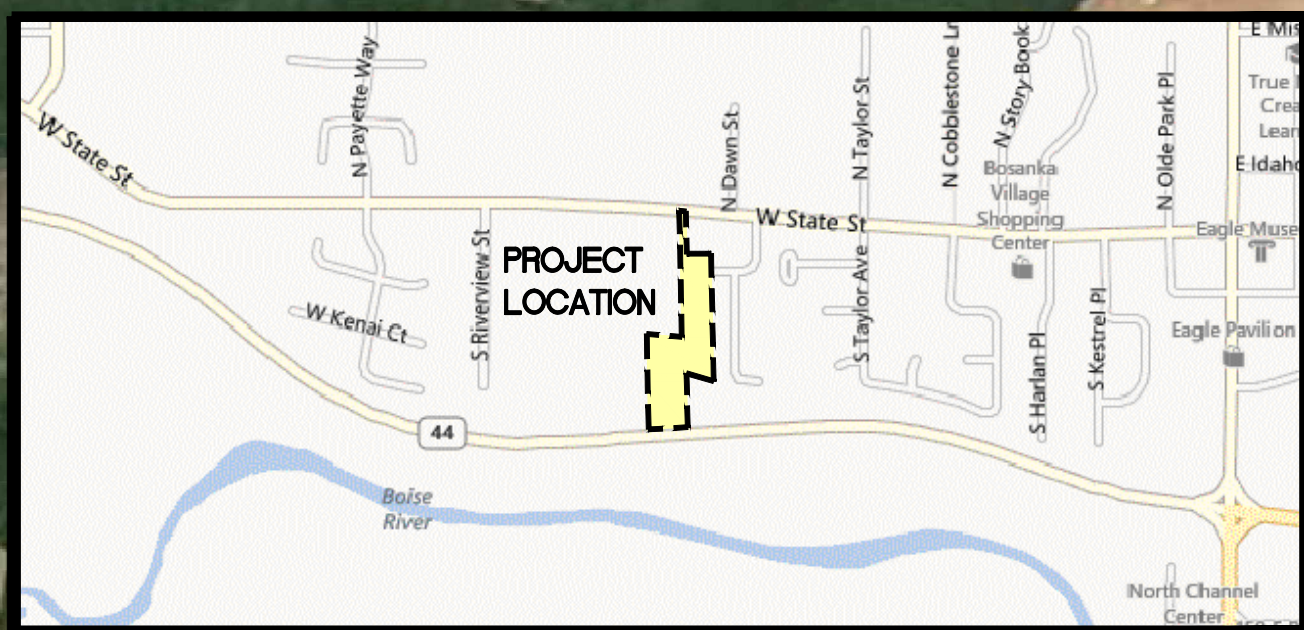 E Mis
True
Crea
Lear
N Payette Way
N Story Book
N Cobblestone Ln
N Taylor St
N Olde Park Pl
W State St
N Dawn St
E Idaho
Bosanka
Village
Shopping
Center
W State St
Eagle Muse
PROJECT
LOCATION
S Riverview St
S Taylor Ave
W Kenai Ct
S Harlan Pl
S Kestrel Pl
Eagle Pavilion
44
Boise
River
North Channel
Center